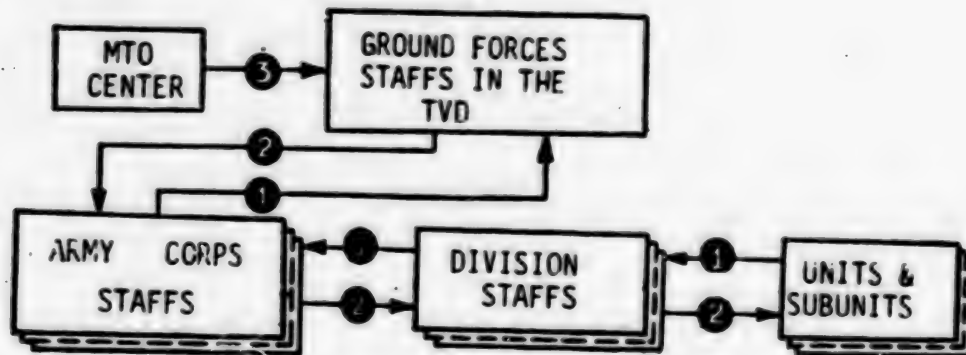 MTO
CENTER
3
GROUND FORCES
STAFFS IN THE
TVD
2
1
ARMY CORPS
STAFFS
2
DIVISION
STAFFS
1
2
UNITS &
SUBUNITS